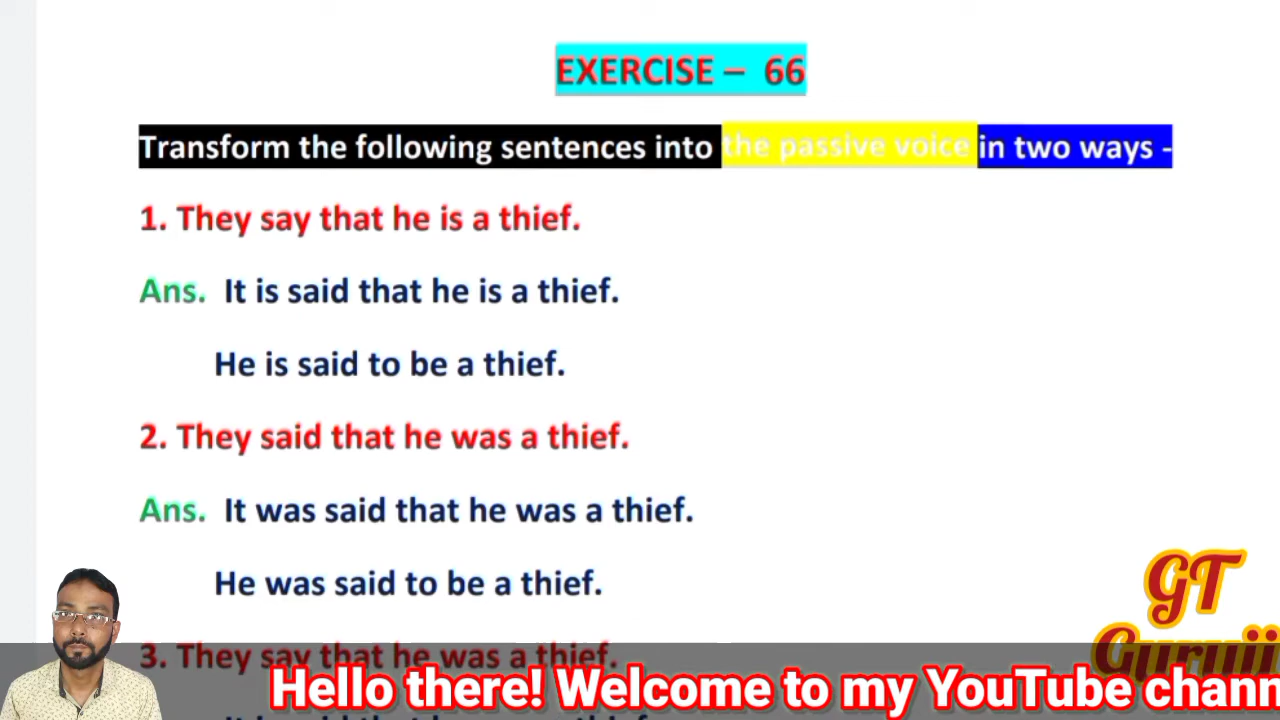 EXERCISE – 66
Transform the following sentences into the passive voice in two ways -
1. They say that he is a thief.
Ans. It is said that he is a thief.
He is said to be a thief.
2. They said that he was a thief.
Ans. It was said that he was a thief.
He was said to be a thief.
3. They say that he was a thief.
Hello there! Welcome to my YouTube chann
GT
Guruji